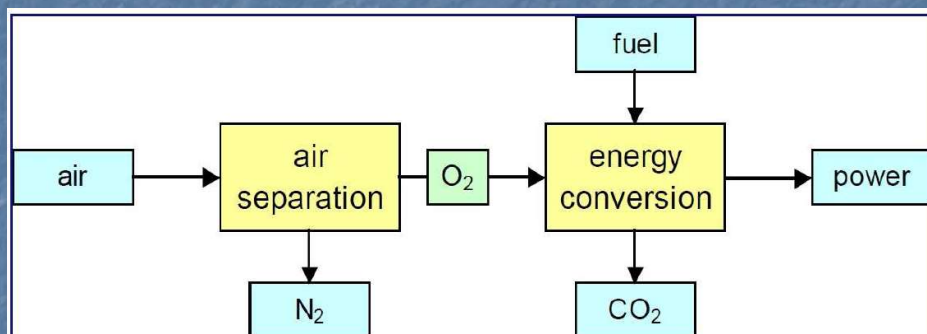 fuel
air
air
separation
O₂
energy
conversion
power
N₂
CO₂